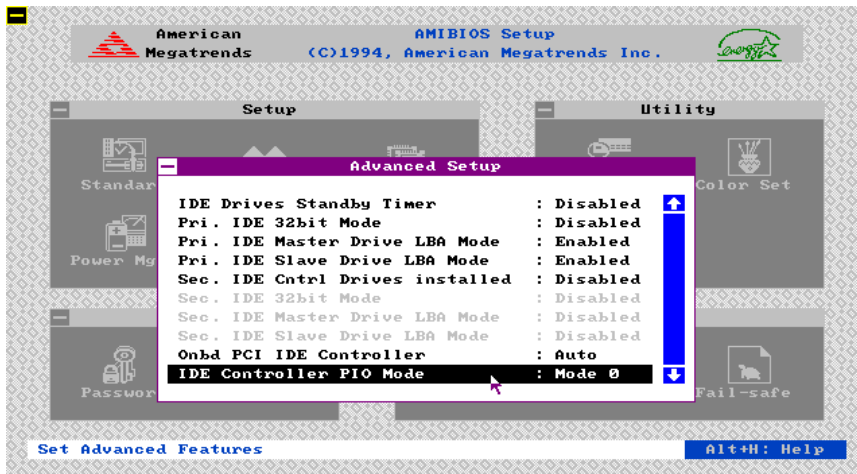 American Megatrends
AMIBIOS Setup
(C)1994, American Megatrends Inc.
energy
Setup
Utility
Standar
Color Set
Power Mg
Advanced Setup
IDE Drives Standby Timer : Disabled
Pri. IDE 32bit Mode : Disabled
Pri. IDE Master Drive LBA Mode : Enabled
Pri. IDE Slave Drive LBA Mode : Enabled
Sec. IDE Cntrl Drives installed : Disabled
Sec. IDE 32bit Mode : Disabled
Sec. IDE Master Drive LBA Mode : Disabled
Sec. IDE Slave Drive LBA Mode : Disabled
Onbd PCI IDE Controller : Auto
IDE Controller PIO Mode : Mode 0
Passwor
Fail-safe
Set Advanced Features
Alt+H: Help